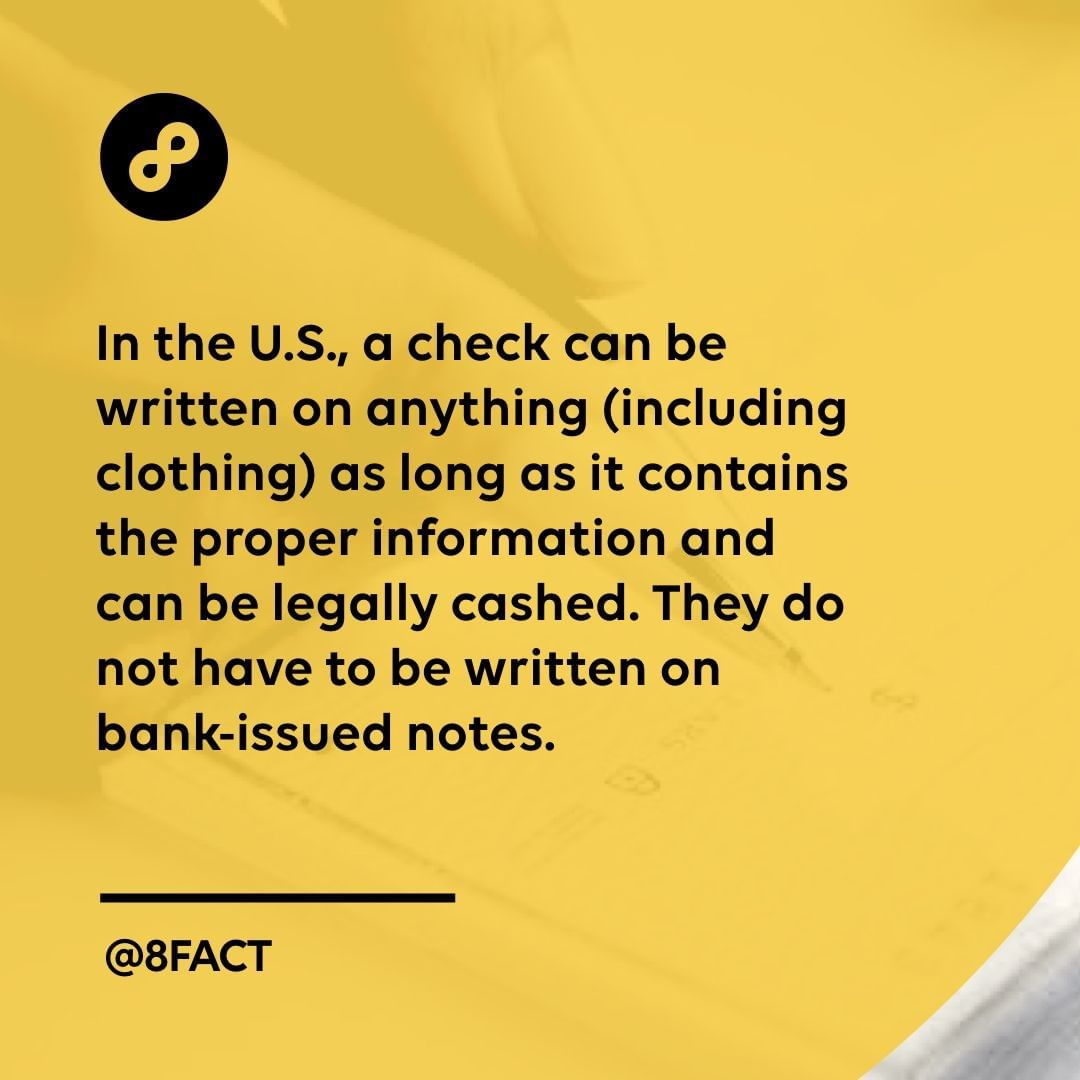 In the U.S., a check can be
written on anything (including
clothing) as long as it contains
the proper information and
can be legally cashed. They do
not have to be written on
bank-issued notes.
@8FACT